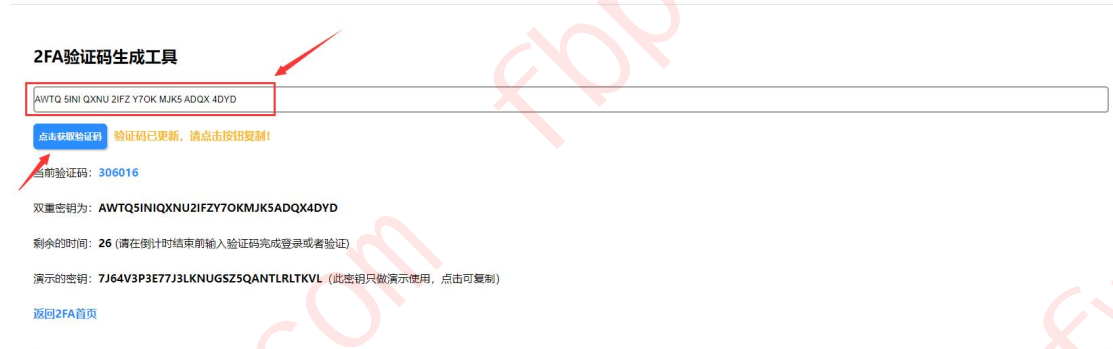 2FA验证码生成工具
AWTQ 5INI QXNU 2IFZ Y7OK MJK5 ADQX 4DYD
点击获取验证码 验证码已更新，请点击按钮复制!
当前验证码：306016
双重密钥为：AWTQ5INIQXNU2IFZY7OKMJK5ADQX4DYD
剩余的时间：26 (请在倒计时结束前输入验证码完成登录或者验证)
演示的密钥：7J64V3P3E77J3LKNUGSZ5QANTLRLTKVL（此密钥只做演示使用，点击可复制）
返回2FA首页
fbp
com